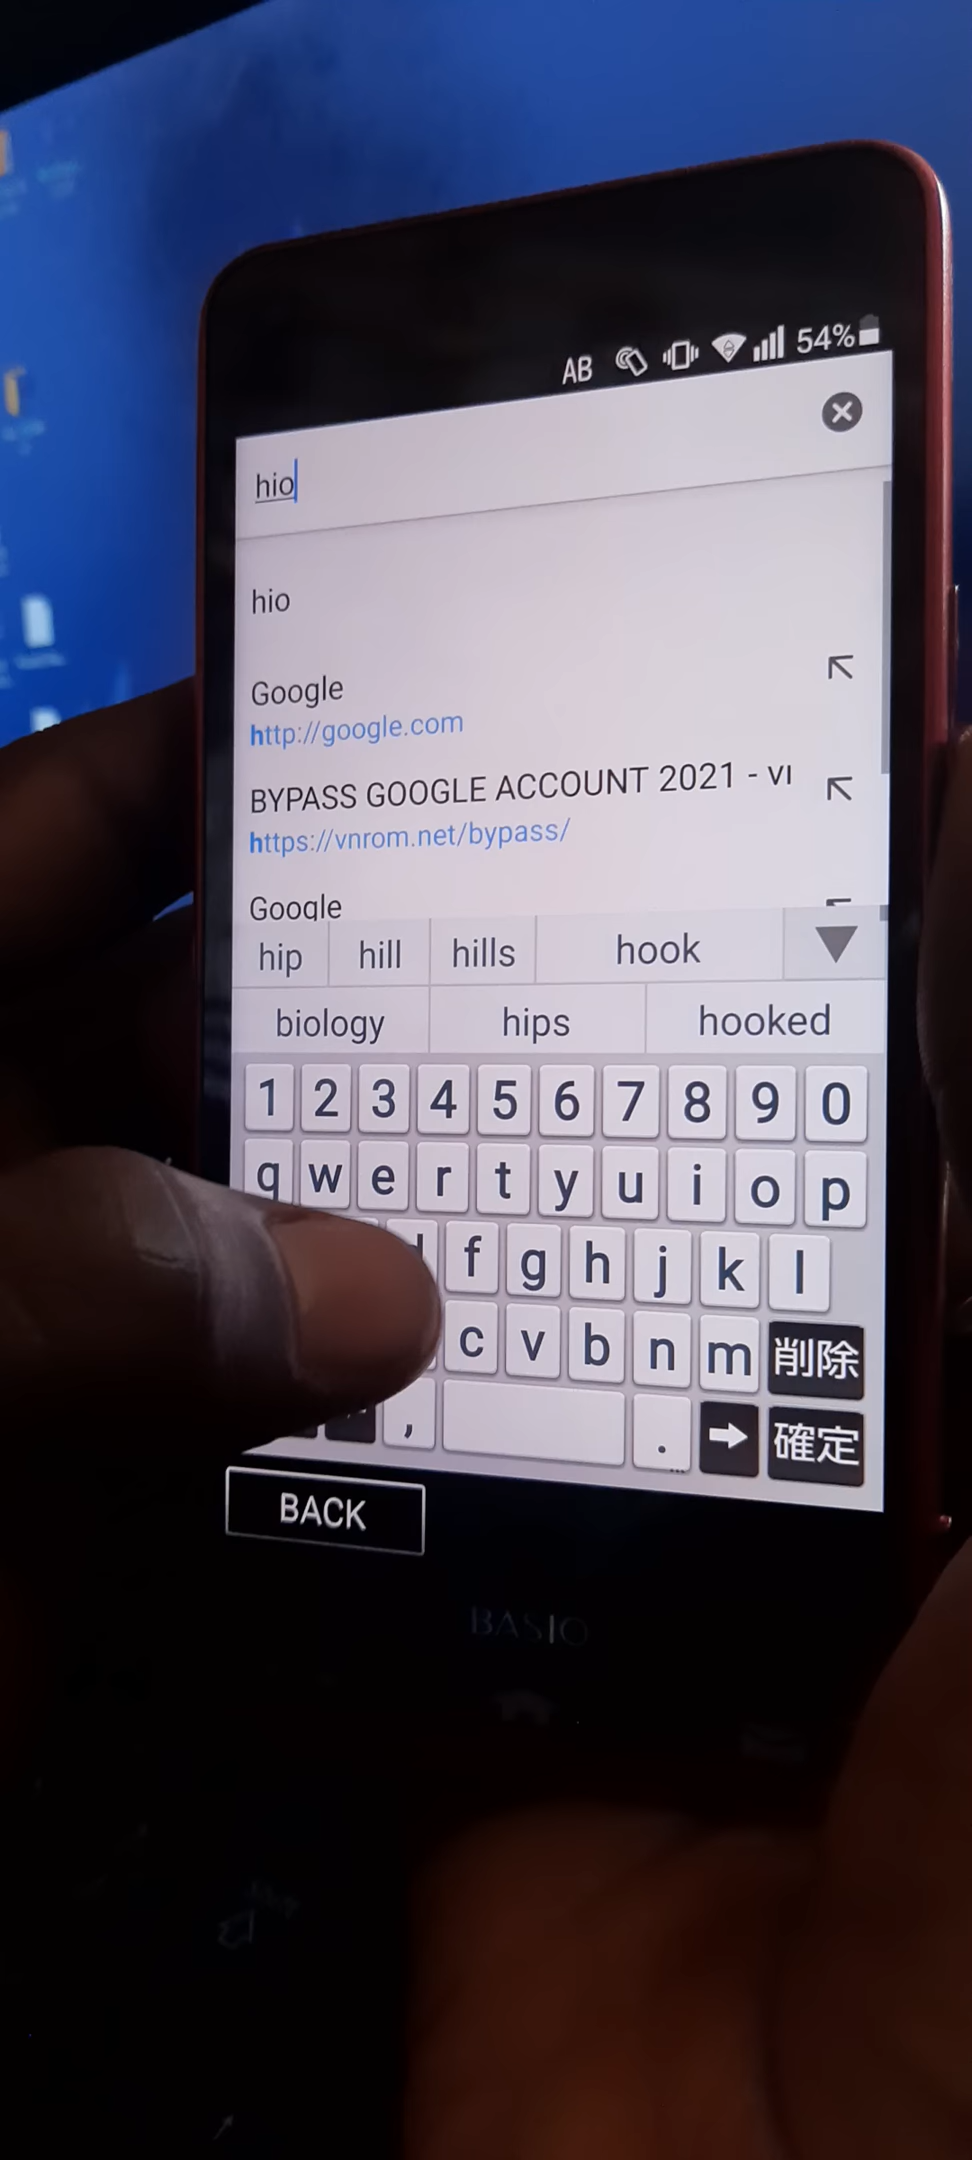 AB 54%
hio
hio
Google
http://google.com
BYPASS GOOGLE ACCOUNT 2021 - vı
https://vnrom.net/bypass/
Google
hip hill hills hook
biology hips hooked
1 2 3 4 5 6 7 8 9 0
q w e r t y u i o p
f g h j k l
c v b n m 削除
, . 確定
BACK
BASIO